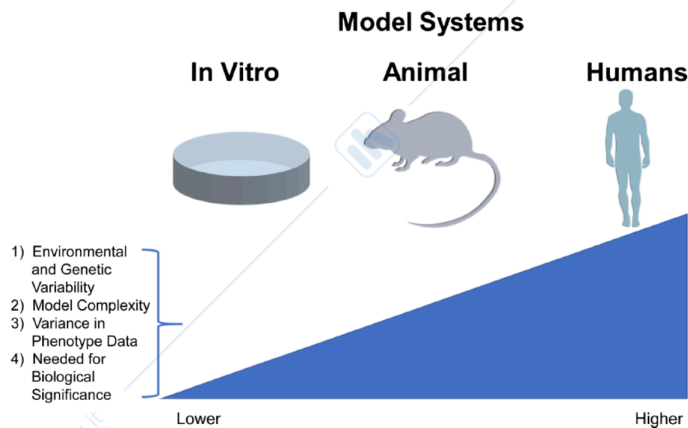 Model Systems
In Vitro
Animal
Humans
1) Environmental
and Genetic
Variability
2) Model Complexity
3) Variance in
Phenotype Data
4) Needed for
Biological
Significance
Lower
Higher
it